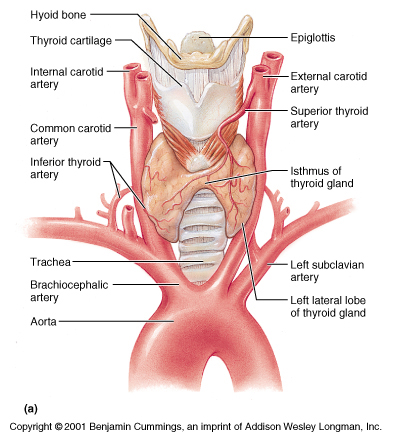 Hyoid bone
Thyroid cartilage
Internal carotid
artery
Common carotid
artery
Inferior thyroid
artery
Trachea
Brachiocephalic
artery
Aorta
Epiglottis
External carotid
artery
Superior thyroid
artery
Isthmus of
thyroid gland
Left subclavian
artery
Left lateral lobe
of thyroid gland
(a)
Copyright © 2001 Benjamin Cummings, an imprint of Addison Wesley Longman, Inc.